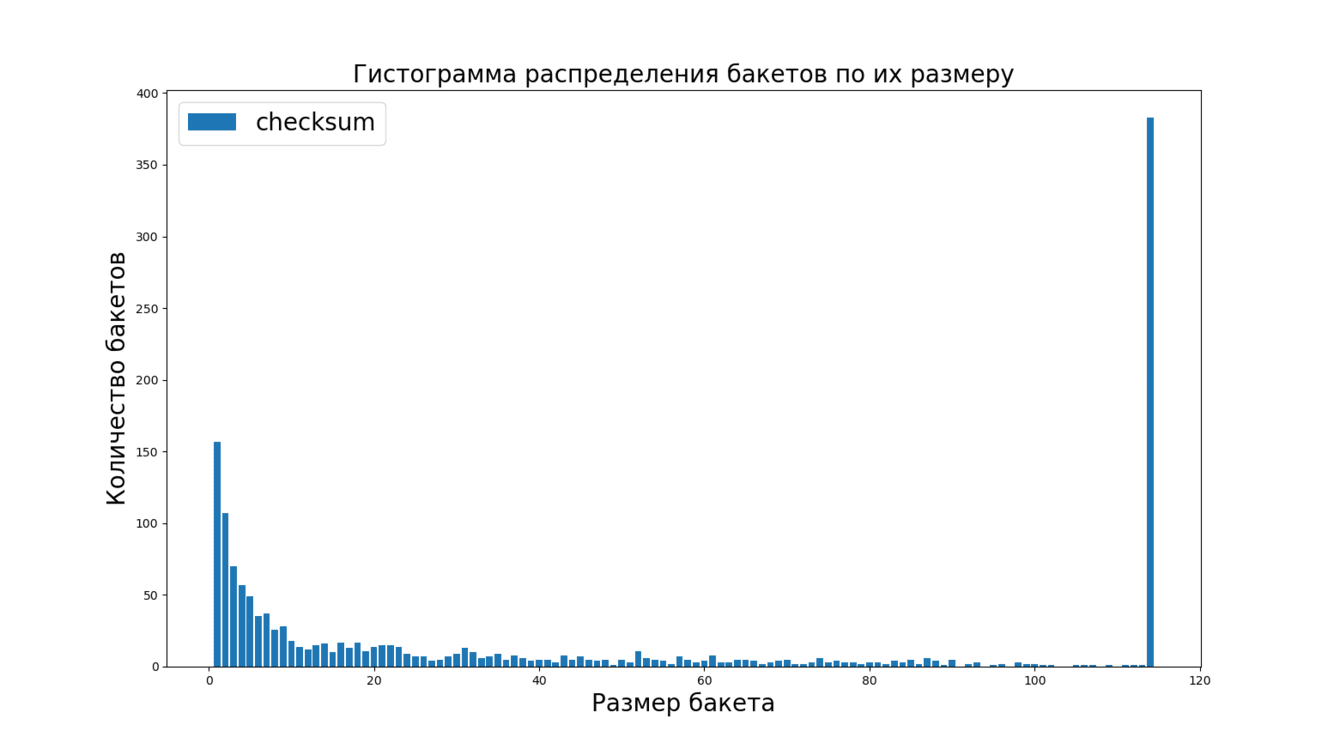 Гистограмма распределения бакетов по их размеру
checksum
Количество бакетов
400
350
300
250
200
150
100
50
0
0 20 40 60 80 100 120
Размер бакета